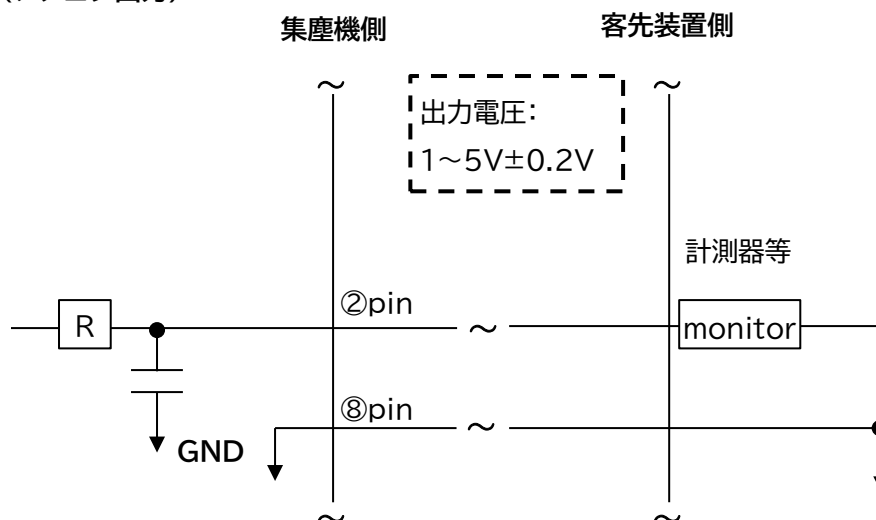 集塵機側
客先装置側
出力電圧:
1～5V±0.2V
計測器等
②pin
R
monitor
⑧pin
GND